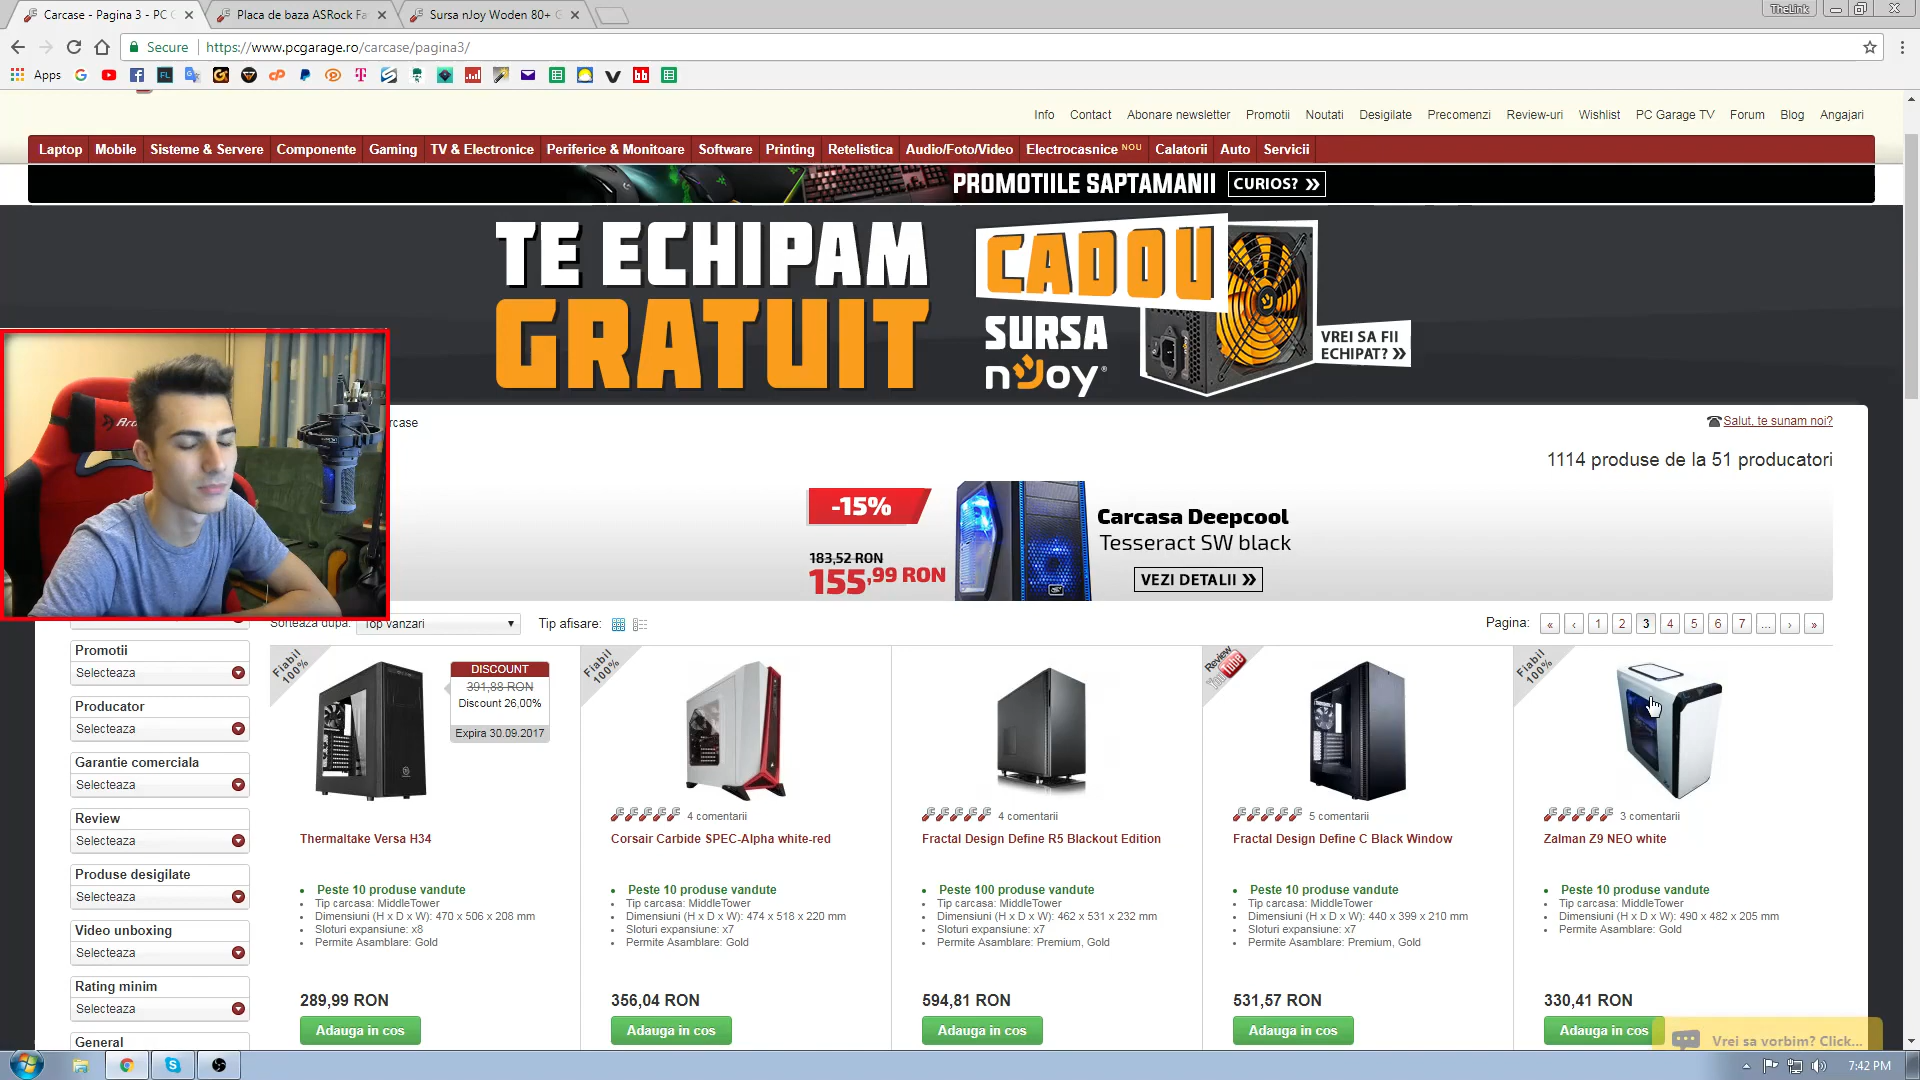 Carcase - Pagina 3 - PC G
Placa de baza ASRock Fa
Sursa nJoy Woden 80+ G
TheLink
Secure
https://www.pcgarage.ro/carcase/pagina3/
Apps
Info Contact Abonare newsletter Promotii Noutati Desigilate Precomenzi Review-uri Wishlist PC Garage TV Forum Blog Angajari
Laptop Mobile Sisteme & Servere Componente Gaming TV & Electronice Periferice & Monitoare Software Printing Retelistica Audio/Foto/Video Electrocasnice NOU Calatorii Auto Servicii
PROMOTIILE SAPTAMANII CURIOS? »
TE ECHIPAM
GRATUIT
CADOU
SURSA
nJoy®
VREI SA FII
ECHIPAT? »
rcase
Salut, te sunam noi?
1114 produse de la 51 producatori
-15%
183,52 RON
155,99 RON
Carcasa Deepcool
Tesseract SW black
VEZI DETALII »
Sorteaza dupa: Top vanzari
Tip afisare:
Pagina: « ‹ 1 2 3 4 5 6 7 ... › »
Promotii
Selecteaza
Producator
Selecteaza
Garantie comerciala
Selecteaza
Review
Selecteaza
Produse desigilate
Selecteaza
Video unboxing
Selecteaza
Rating minim
Selecteaza
General
Fiabil
100%
DISCOUNT
391,88 RON
Discount 26,00%
Expira 30.09.2017
Thermaltake Versa H34
Peste 10 produse vandute
Tip carcasa: MiddleTower
Dimensiuni (H x D x W): 470 x 506 x 208 mm
Sloturi expansiune: x8
Permite Asamblare: Gold
289,99 RON
Adauga in cos
Fiabil
100%
4 comentarii
Corsair Carbide SPEC-Alpha white-red
Peste 10 produse vandute
Tip carcasa: MiddleTower
Dimensiuni (H x D x W): 474 x 518 x 220 mm
Sloturi expansiune: x7
Permite Asamblare: Gold
356,04 RON
Adauga in cos
4 comentarii
Fractal Design Define R5 Blackout Edition
Peste 100 produse vandute
Tip carcasa: MiddleTower
Dimensiuni (H x D x W): 462 x 531 x 232 mm
Sloturi expansiune: x7
Permite Asamblare: Premium, Gold
594,81 RON
Adauga in cos
Review
YouTube
5 comentarii
Fractal Design Define C Black Window
Peste 10 produse vandute
Tip carcasa: MiddleTower
Dimensiuni (H x D x W): 440 x 399 x 210 mm
Sloturi expansiune: x7
Permite Asamblare: Premium, Gold
531,57 RON
Adauga in cos
Fiabil
100%
3 comentarii
Zalman Z9 NEO white
Peste 10 produse vandute
Tip carcasa: MiddleTower
Dimensiuni (H x D x W): 490 x 482 x 205 mm
Permite Asamblare: Gold
330,41 RON
Adauga in cos
Vrei sa vorbim? Click...
7:42 PM